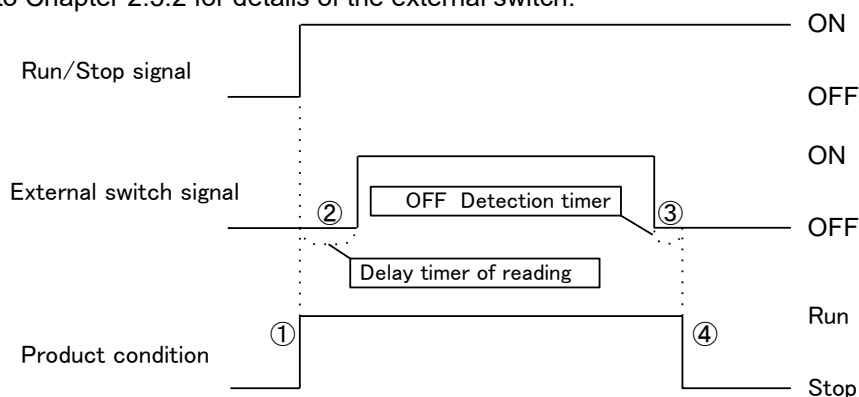 to Chapter 2.5.2 for details of the external switch.
ON
Run/Stop signal
OFF
ON
External switch signal
②
OFF Detection timer
③
OFF
Delay timer of reading
①
Run
④
Product condition
Stop